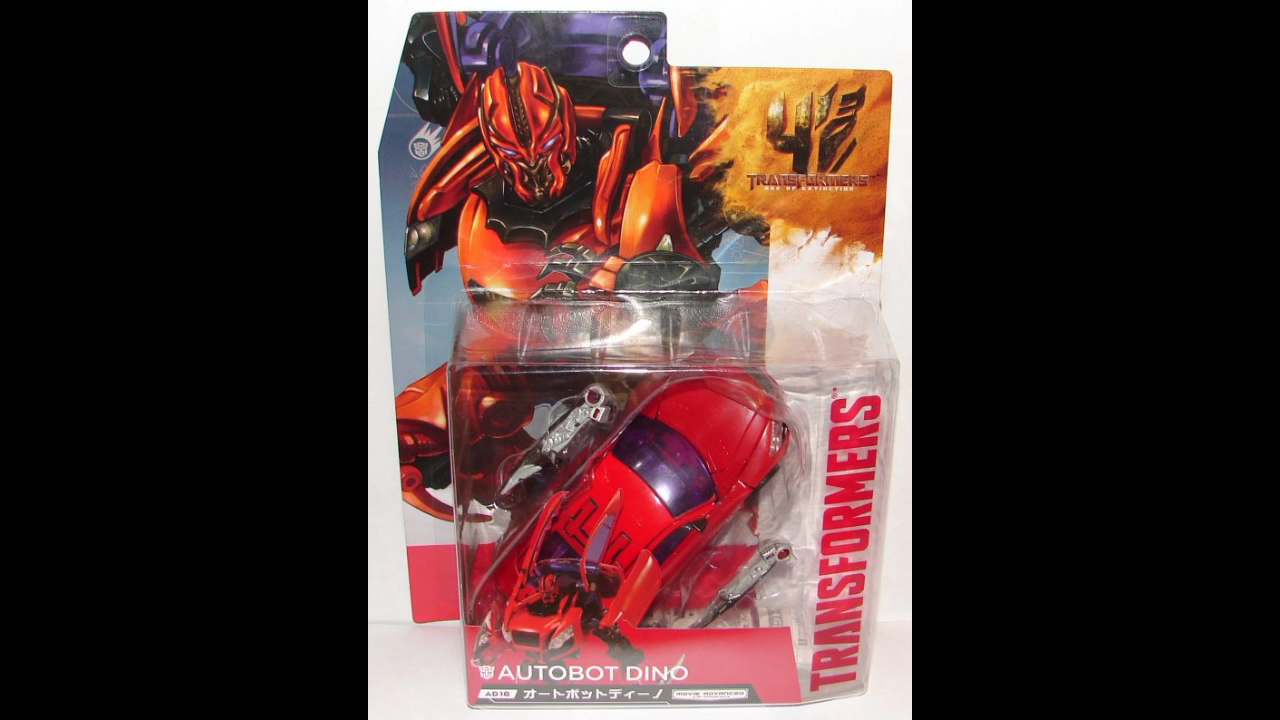 TRANSFORMERS
AGE OF EXTINCTION
TRANSFORMERS
AUTOBOT DINO
AD16 オートボットディーノ MOVIE ADVANCED